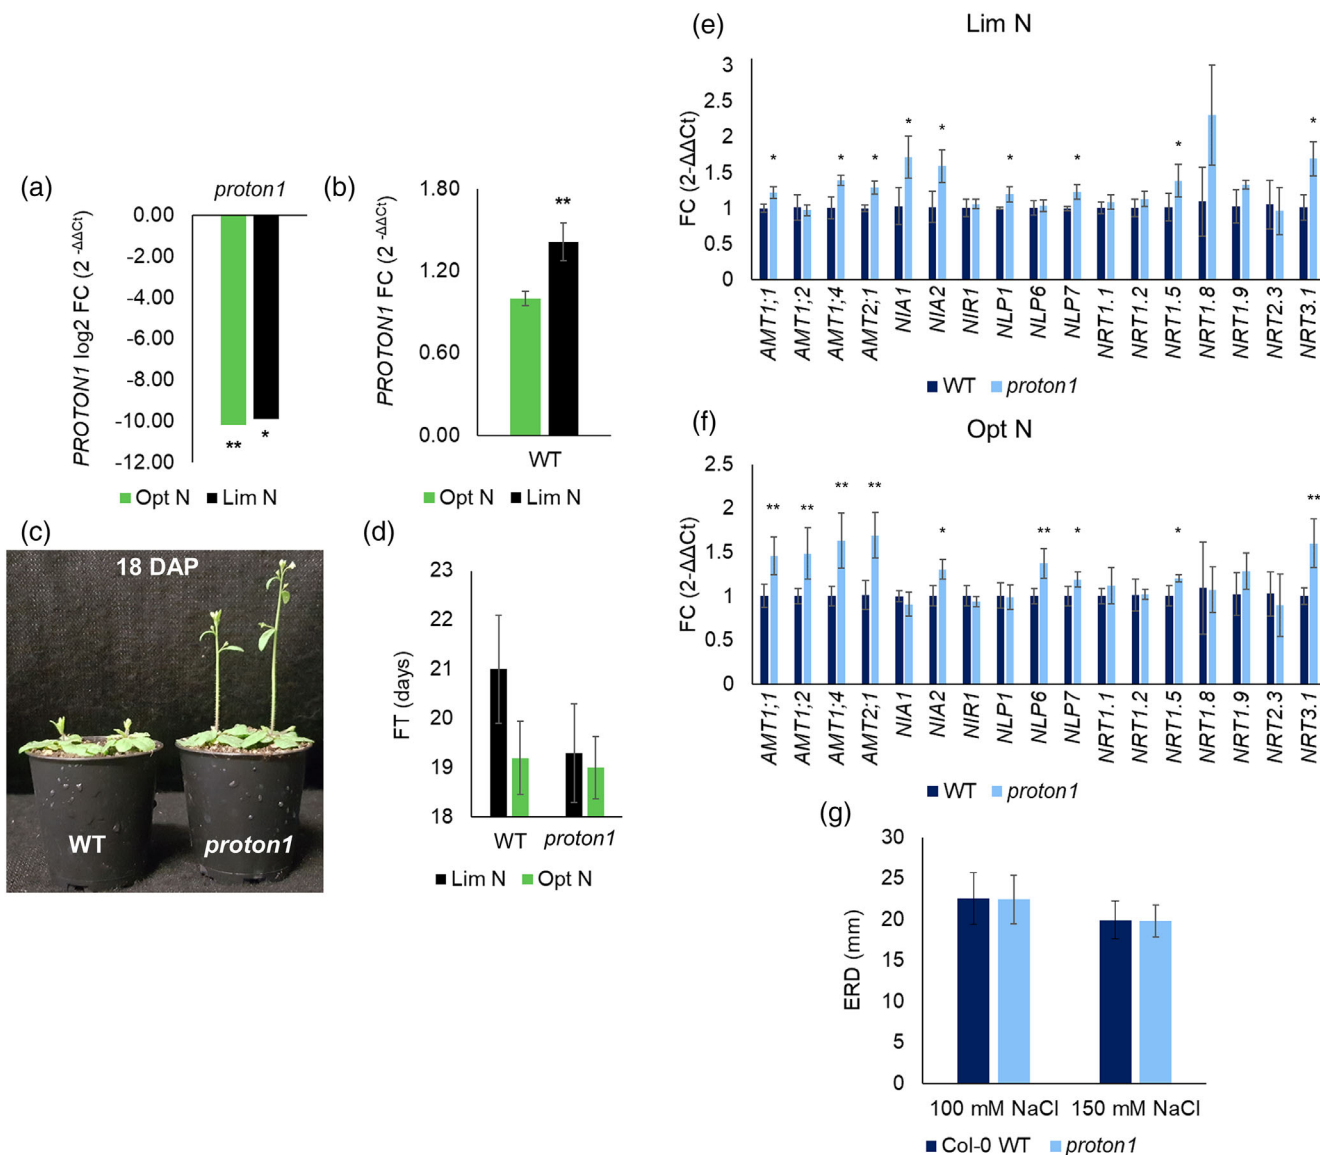 (a)
proton1
PROTON1 log2 FC (2 -ΔΔCt)
0.00
-2.00
-4.00
-6.00
-8.00
-10.00
-12.00
**
*
Opt N Lim N
(b)
PROTON1 FC (2 -ΔΔCt)
1.80
1.20
0.60
0.00
**
WT
Opt N Lim N
(c)
18 DAP
WT
proton1
(d)
FT (days)
23
22
21
20
19
18
WT proton1
Lim N Opt N
(e)
Lim N
FC (2-ΔΔCt)
3
2.5
2
1.5
1
0.5
0
* * * * * * * * *
AMT1;1
AMT1;2
AMT1;4
AMT2;1
NIA1
NIA2
NIR1
NLP1
NLP6
NLP7
NRT1.1
NRT1.2
NRT1.5
NRT1.8
NRT1.9
NRT2.3
NRT3.1
WT proton1
(f)
Opt N
FC (2-ΔΔCt)
2.5
2
1.5
1
0.5
0
** ** ** ** * ** * * **
AMT1;1
AMT1;2
AMT1;4
AMT2;1
NIA1
NIA2
NIR1
NLP1
NLP6
NLP7
NRT1.1
NRT1.2
NRT1.5
NRT1.8
NRT1.9
NRT2.3
NRT3.1
WT proton1
(g)
ERD (mm)
30
25
20
15
10
5
0
100 mM NaCl 150 mM NaCl
Col-0 WT proton1